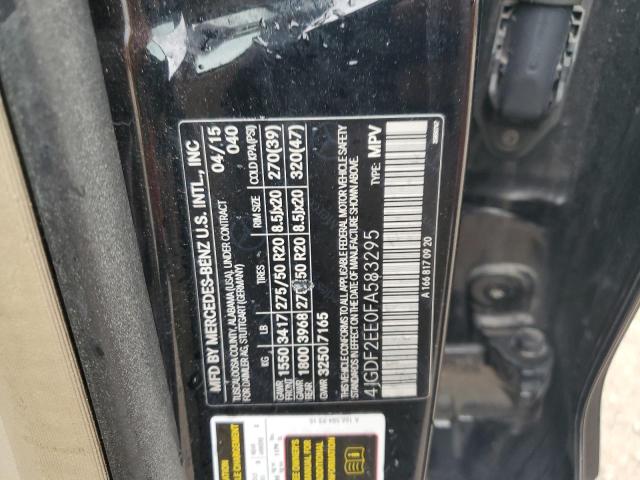 MFD BY MERCEDES-BENZ U.S. INTL., INC
TUSCALOOSA COUNTY, ALABAMA (USA) UNDER CONTRACT
FOR DAIMLER AG, STUTTGART (GERMANY)
04/15
040
KG LB TIRES RIM SIZE COLD KPA(PSI)
GAWR FRONT 1550 3417 275/50 R20 8.5Jx20 270(39)
GAWR REAR 1800 3968 /50 R20 8.5Jx20 320(47)
GVWR 3250 7165
THIS VEHICLE CONFORMS TO ALL APPLICABLE FEDERAL MOTOR VEHICLE SAFETY
STANDARDS IN EFFECT ON THE DATE OF MANUFACTURE SHOWN ABOVE.
4JGDF2EE0FA583295 TYPE: MPV
A 166 817 09 20